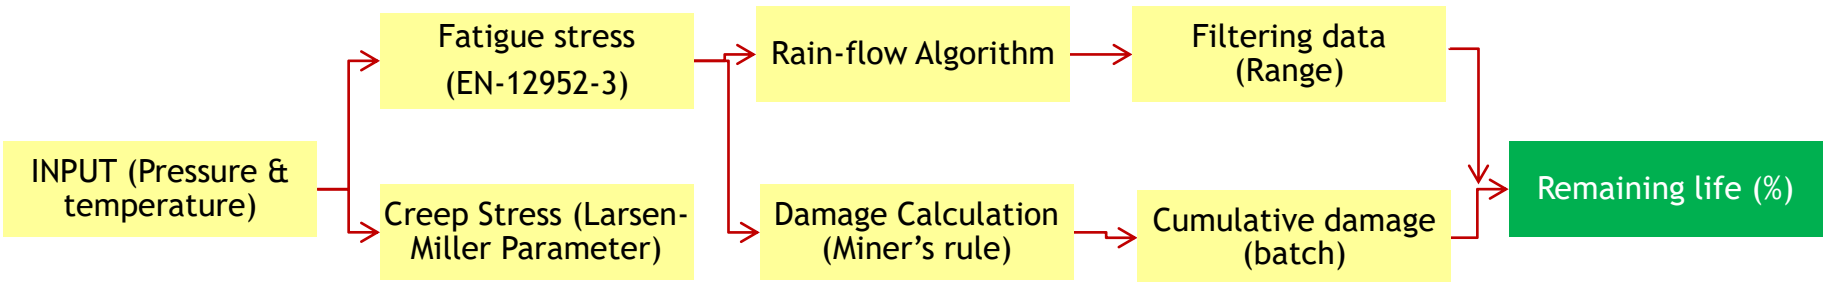 Fatigue stress
(EN-12952-3)
Rain-flow Algorithm
Filtering data
(Range)
INPUT (Pressure &
temperature)
Creep Stress (Larsen-
Miller Parameter)
Damage Calculation
(Miner’s rule)
Cumulative damage
(batch)
Remaining life (%)